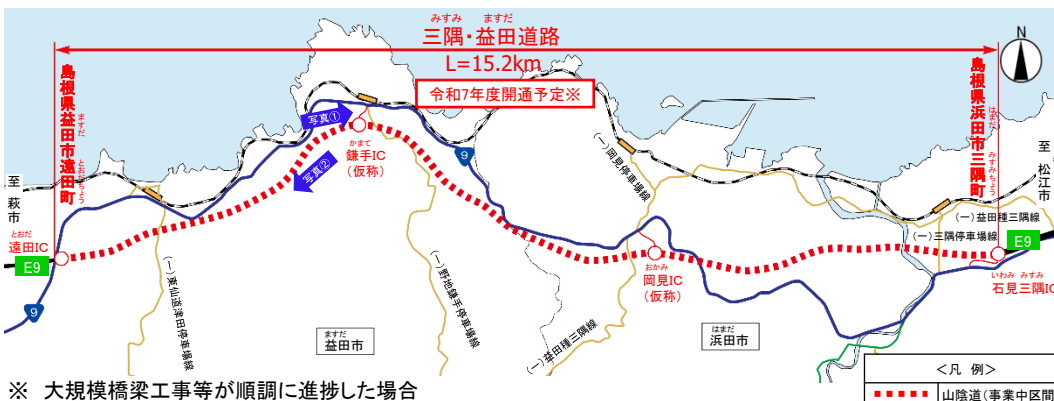 みすみ ますだ
三隅・益田道路
L=15.2km
令和7年度開通予定※
N
ますだ とおだちょう
島根県益田市遠田町
はまだ みすみちょう
島根県浜田市三隅町
至 萩市
至 松江市
写真①
写真②
かまて
鎌手IC
(仮称)
9
(一)岡見停車場線
(一)益田種三隅線
(一)三隅停車場線
とおだ
遠田IC
E9
E9
いわみ みすみ
石見三隅IC
おかみ
岡見IC
(仮称)
9
(一)東仙道津田停車場線
(一)野地鎌手停車場線
(一)益田種三隅線
ますだ
益田市
はまだ
浜田市
※ 大規模橋梁工事等が順調に進捗した場合
<凡 例>
山陰道(事業中区間